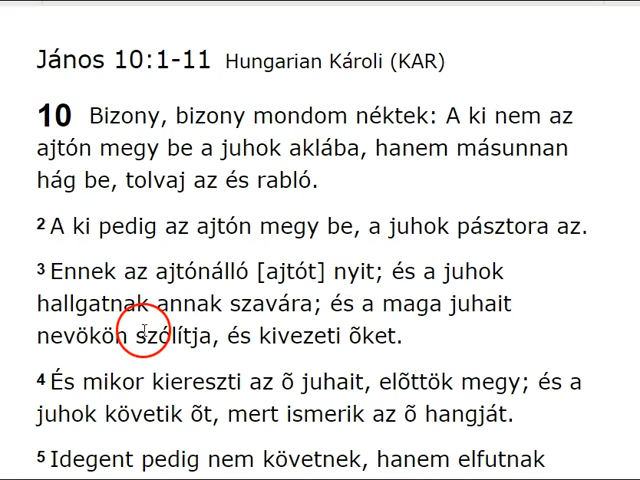 János 10:1-11 Hungarian Károli (KAR)
10 Bizony, bizony mondom néktek: A ki nem az
ajtón megy be a juhok aklába, hanem másunnan
hág be, tolvaj az és rabló.
2 A ki pedig az ajtón megy be, a juhok pásztora az.
3 Ennek az ajtónálló [ajtót] nyit; és a juhok
hallgatnak annak szavára; és a maga juhait
nevökön szólítja, és kivezeti õket.
4 És mikor kiereszti az õ juhait, elõttök megy; és a
juhok követik õt, mert ismerik az õ hangját.
5 Idegent pedig nem követnek, hanem elfutnak